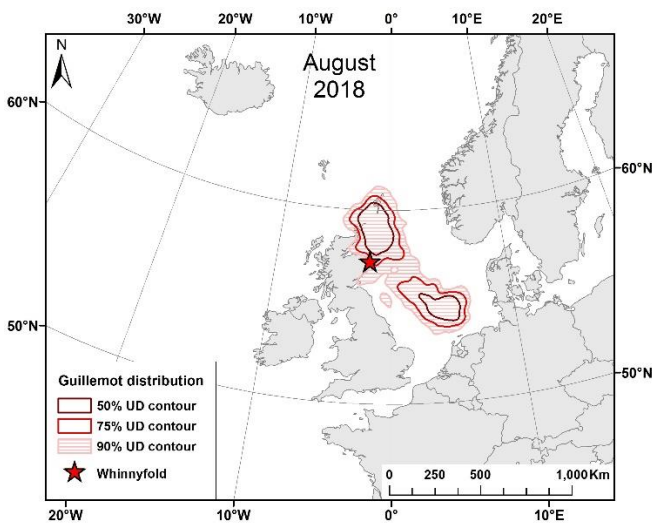 30°W 20°W 10°W 0° 10°E 20°E
N
August
2018
60°N
60°N
50°N
50°N
Guillemot distribution
50% UD contour
75% UD contour
90% UD contour
Whinnyfold
0 250 500 1,000 Km
20°W 10°W 0° 10°E